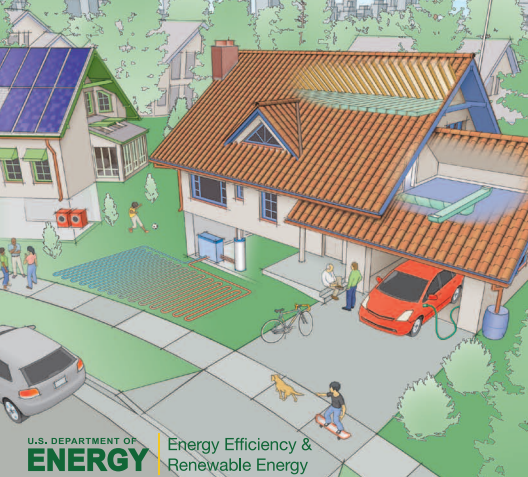 U.S. DEPARTMENT OF
ENERGY
Energy Efficiency &
Renewable Energy